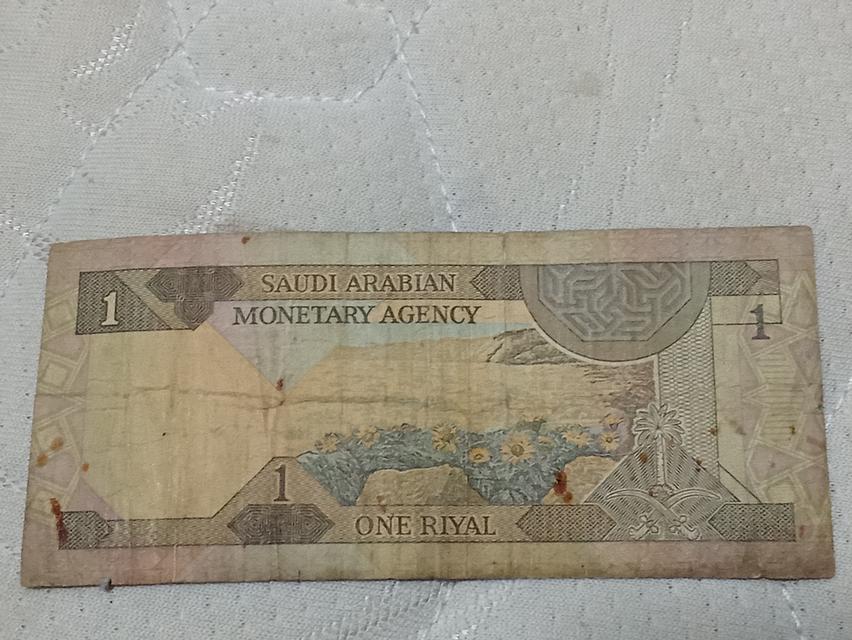 1
SAUDI ARABIAN
MONETARY AGENCY
1
1
ONE RIYAL